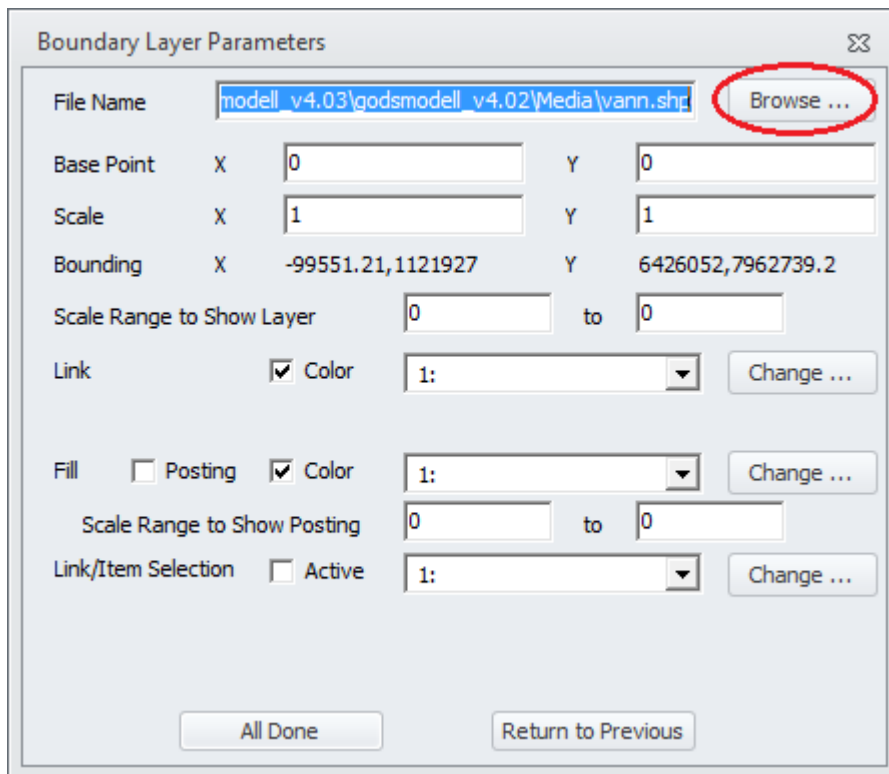 Boundary Layer Parameters
File Name modell_v4.03\godsmodell_v4.02\Media\vann.shp Browse ...
Base Point X 0 Y 0
Scale X 1 Y 1
Bounding X -99551.21,1121927 Y 6426052,7962739.2
Scale Range to Show Layer 0 to 0
Link Color 1: Change ...
Fill Posting Color 1: Change ...
Scale Range to Show Posting 0 to 0
Link/Item Selection Active 1: Change ...
All Done Return to Previous